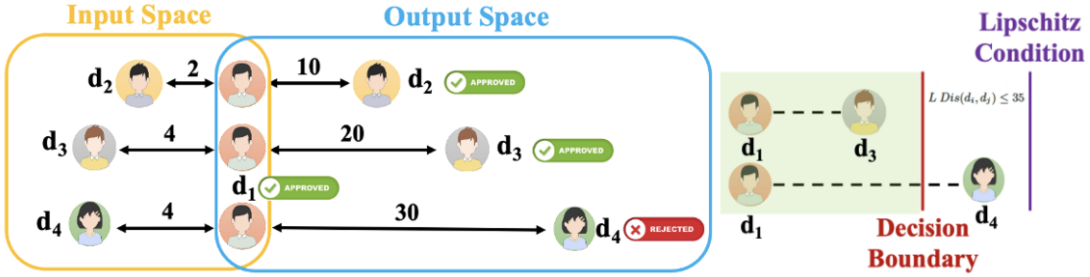 Input Space
Output Space
d2 2 10 d2 APPROVED
d3 4 20 d3 APPROVED
d1 APPROVED
d4 4 30 d4 REJECTED
Lipschitz
Condition
L Dis(di, dj) ≤ 35
d1 d3
d1 d4
Decision
Boundary